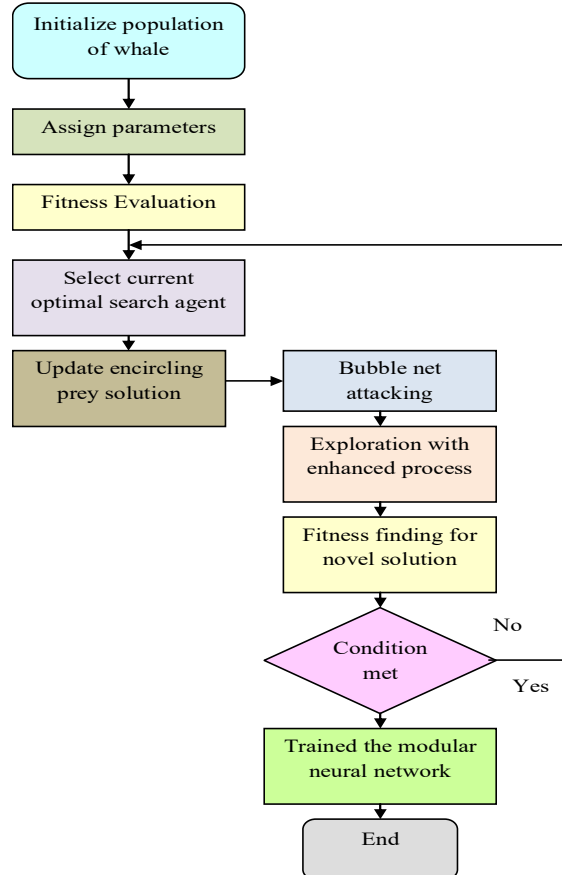 Initialize population
of whale
Assign parameters
Fitness Evaluation
Select current
optimal search agent
Update encircling
prey solution
Bubble net
attacking
Exploration with
enhanced process
Fitness finding for
novel solution
Condition
met
No
Yes
Trained the modular
neural network
End